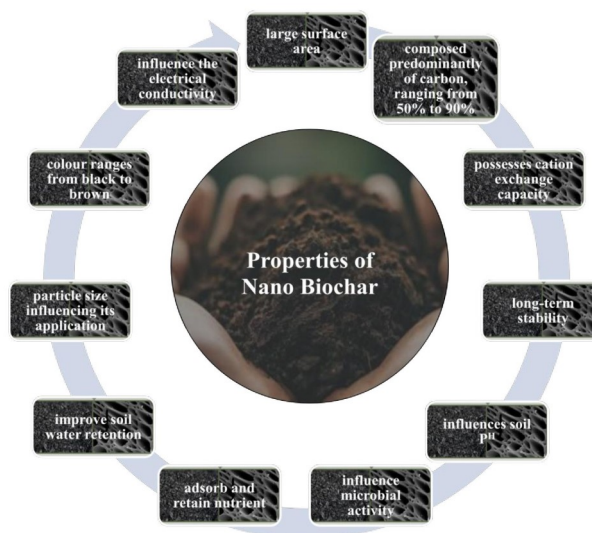 large surface
area
composed
predominantly
of carbon,
ranging from
50% to 90%
possesses cation
exchange
capacity
long-term
stability
influences soil
pH
influence
microbial
activity
adsorb and
retain nutrient
improve soil
water retention
particle size
influencing its
application
colour ranges
from black to
brown
influence the
electrical
conductivity
Properties of
Nano Biochar